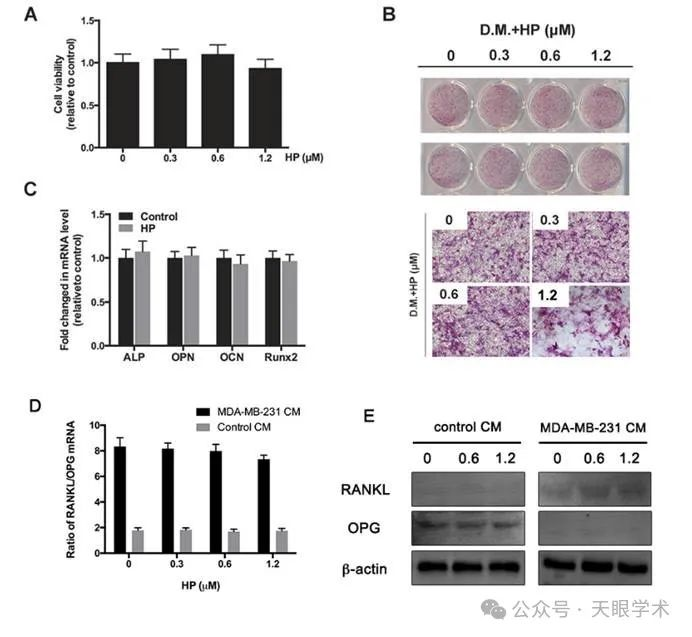 A
Cell viability
(relative to control)
1.5
1.0
0.5
0.0
0 0.3 0.6 1.2 HP (μM)
B
D.M.+HP (μM)
0 0.3 0.6 1.2
D.M.+HP (μM)
0 0.3
0.6 1.2
C
Fold changed in mRNA level
(relativeto control)
1.5
1.0
0.5
0.0
Control
HP
ALP OPN OCN Runx2
D
Ratio of RANKL/OPG mRNA
10
8
6
4
2
0
MDA-MB-231 CM
Control CM
0 0.3 0.6 1.2
HP (μM)
E
control CM MDA-MB-231 CM
0 0.6 1.2 0 0.6 1.2
RANKL
OPG
β-actin
公众号 · 天眼学术